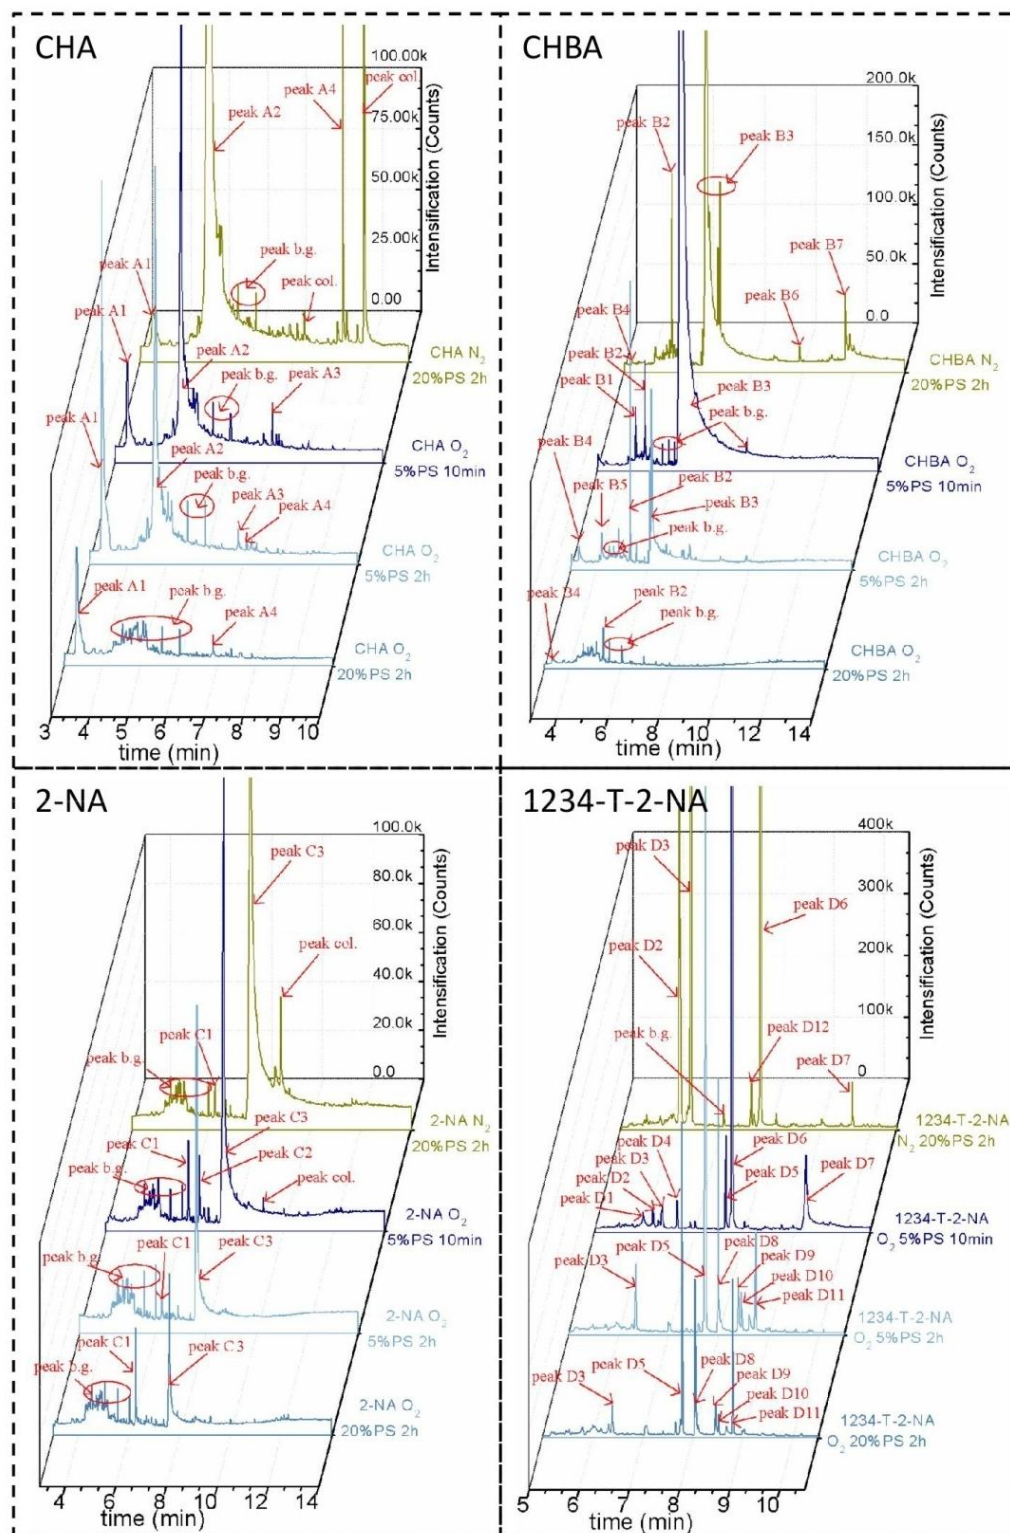 CHA
100.00k
peak A4
peak col.
peak A2
75.00k
50.00k
Intensification (Counts)
peak A1
peak b.g.
25.00k
peak A1
peak col.
0.00
peak A2
CHA N2
20%PS 2h
peak b.g.
peak A3
peak A1
peak A2
CHA O2
5%PS 10min
peak b.g.
peak A3
peak A4
CHA O2
5%PS 2h
peak A1
peak b.g.
peak A4
CHA O2
20%PS 2h
3 4 5 6 7 8 9 10
time (min)
CHBA
200.0k
peak B2
peak B3
150.0k
100.0k
Intensification (Counts)
peak B7
50.0k
peak B4
peak B6
0.0
peak B2
peak B1
peak B3
CHBA N2
20%PS 2h
peak b.g.
peak B4
peak B5
peak B2
CHBA O2
5%PS 10min
peak B3
peak b.g.
CHBA O2
5%PS 2h
peak B4
peak B2
peak b.g.
CHBA O2
20%PS 2h
4 6 8 10 12 14
time (min)
2-NA
100.0k
peak C3
80.0k
60.0k
Intensification (Counts)
peak col.
40.0k
peak C1
20.0k
peak b.g.
0.0
peak C3
2-NA N2
20%PS 2h
peak C1
peak C2
peak b.g.
peak col.
2-NA O2
5%PS 10min
peak C1
peak b.g.
peak C3
2-NA O2
5%PS 2h
peak C1
peak C3
peak b.g.
2-NA O2
20%PS 2h
4 6 8 10 12 14
time (min)
1234-T-2-NA
400k
peak D3
300k
peak D6
peak D2
200k
Intensification (Counts)
peak b.g.
100k
peak D12
peak D7
0
1234-T-2-NA
N2 20%PS 2h
peak D4
peak D3
peak D2
peak D1
peak D6
peak D5
peak D7
1234-T-2-NA
O2 5%PS 10min
peak D3
peak D5
peak D8
peak D9
peak D10
peak D11
1234-T-2-NA
O2 5%PS 2h
peak D3
peak D5
peak D8
peak D9
peak D10
peak D11
1234-T-2-NA
O2 20%PS 2h
5 6 7 8 9 10
time (min)